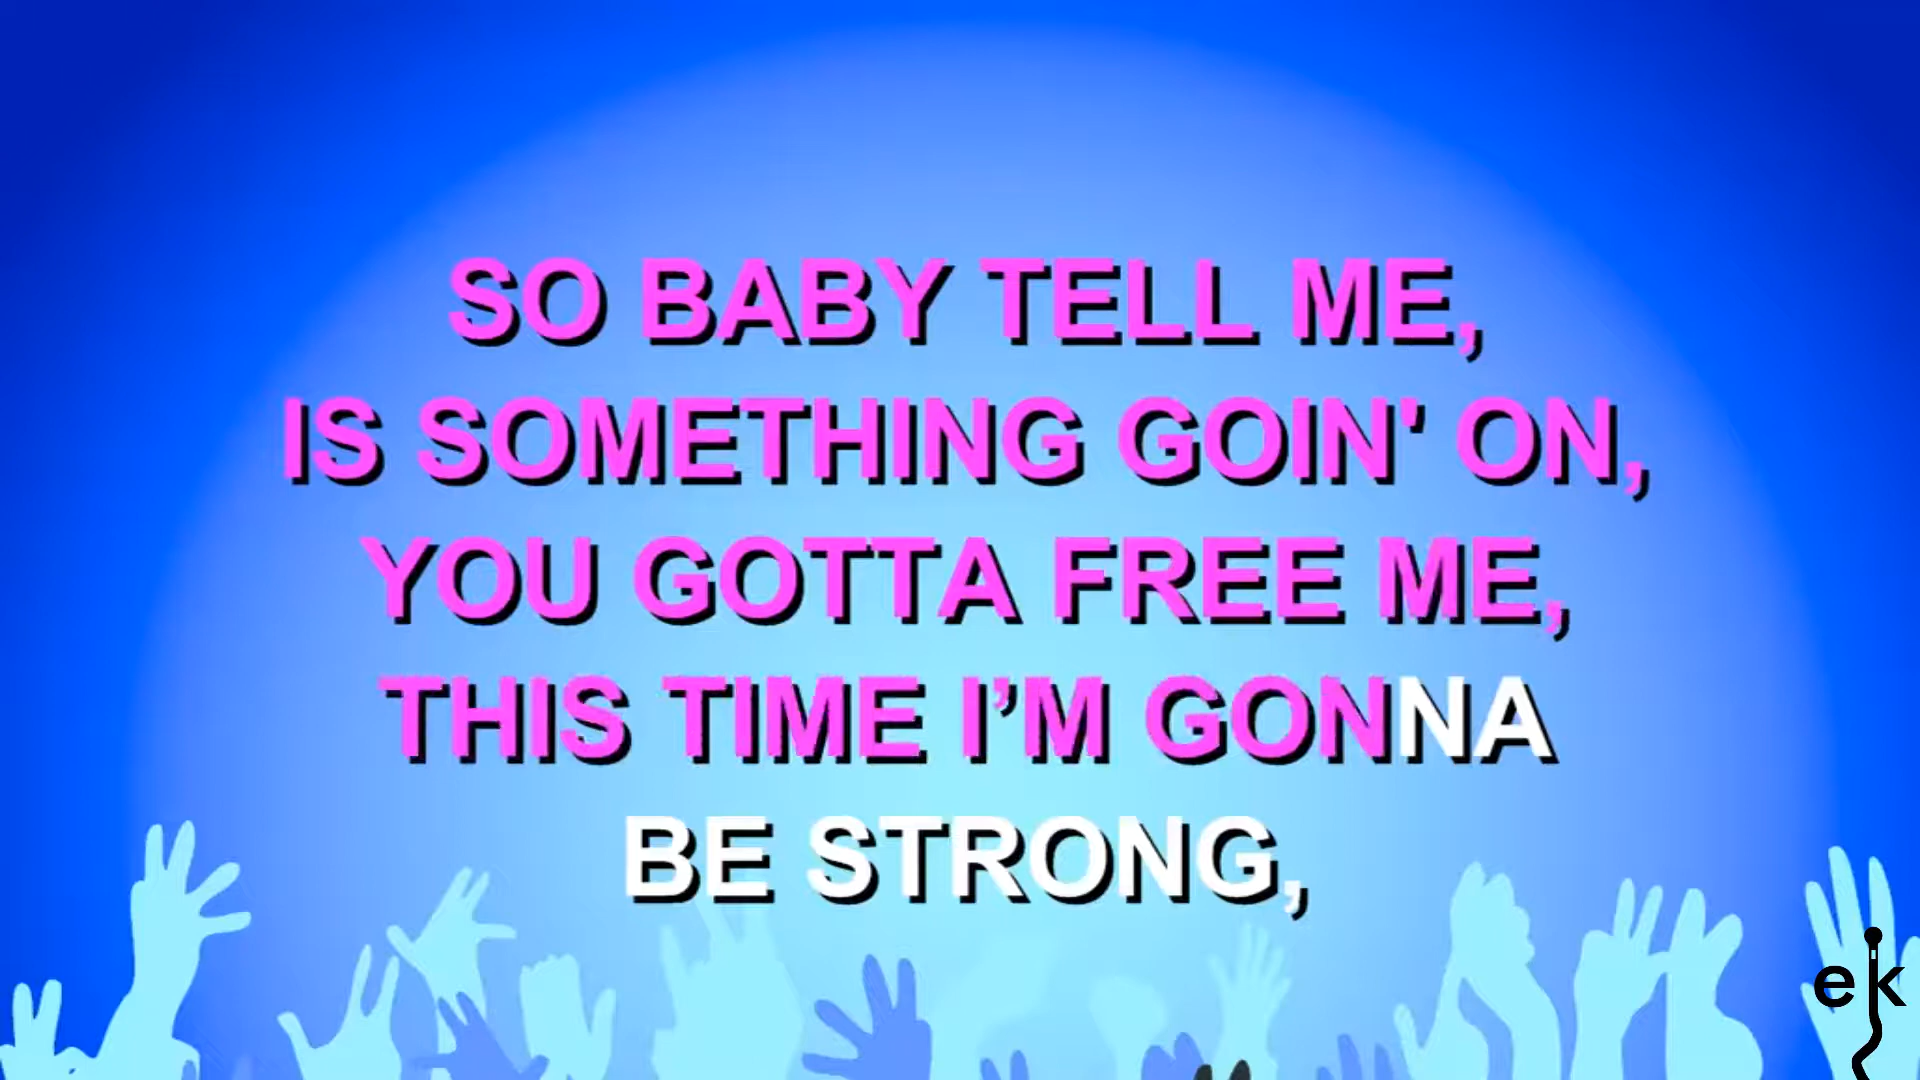 SO BABY TELL ME,
IS SOMETHING GOIN' ON,
YOU GOTTA FREE ME,
THIS TIME I’M GONNA
BE STRONG,
ek